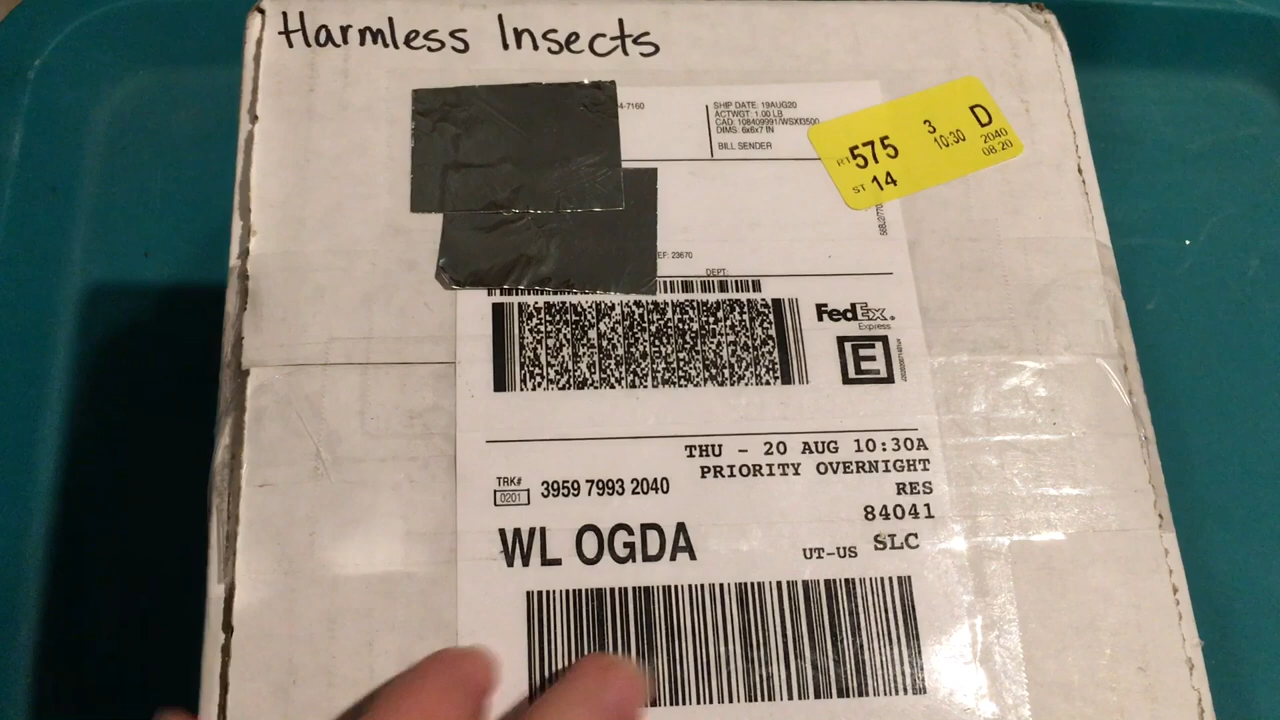 Harmless Insects
4-7160
SHIP DATE: 19AUG20
ACTWGT: 1.00 LB
CAD: 108409991/WSXI3500
DIMS: 6x6x7 IN
BILL SENDER
RT 575 3 D
10:30 2040
ST 14 08.20
EF: 23670
DEPT:
FedEx®
Express
E
THU - 20 AUG 10:30A
PRIORITY OVERNIGHT
TRK#
0201 3959 7993 2040
RES
84041
WL OGDA
UT-US SLC